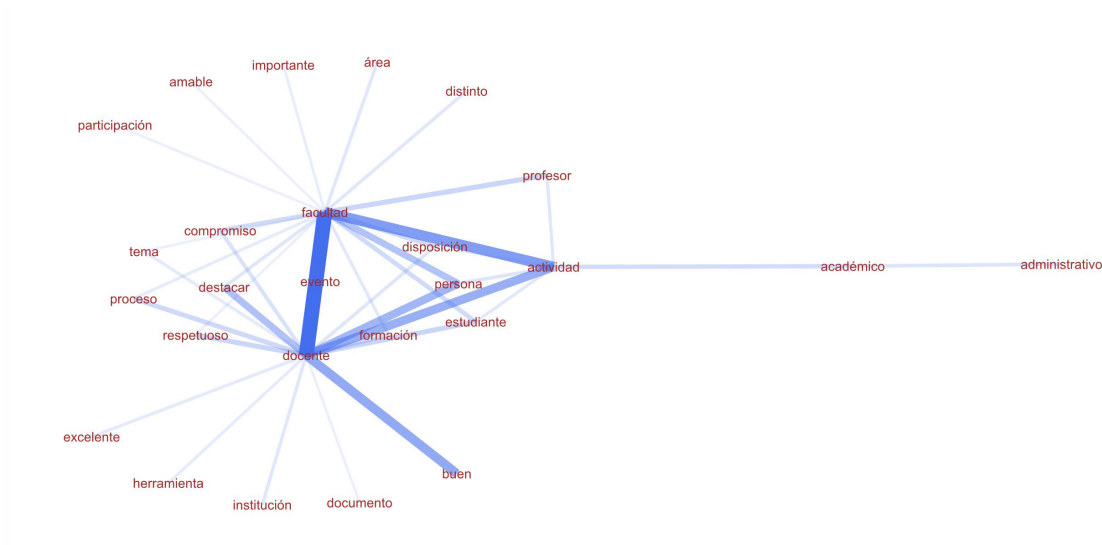 área
importante
amable
distinto
participación
profesor
facultad
compromiso
disposición
tema
actividad
académico
administrativo
evento
persona
destacar
proceso
estudiante
respetuoso
formación
docente
excelente
buen
herramienta
documento
institución